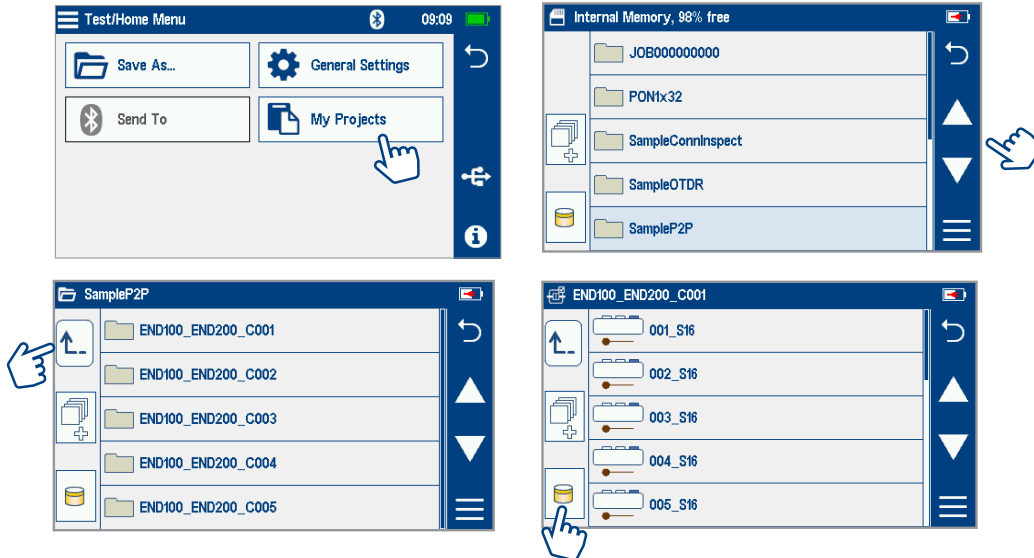 Test/Home Menu 09:09
Save As...
General Settings
Send To
My Projects
Internal Memory, 98% free
JOB000000000
PON1x32
SampleConnInspect
SampleOTDR
SampleP2P
SampleP2P
END100_END200_C001
END100_END200_C002
END100_END200_C003
END100_END200_C004
END100_END200_C005
END100_END200_C001
001_S16
002_S16
003_S16
004_S16
005_S16